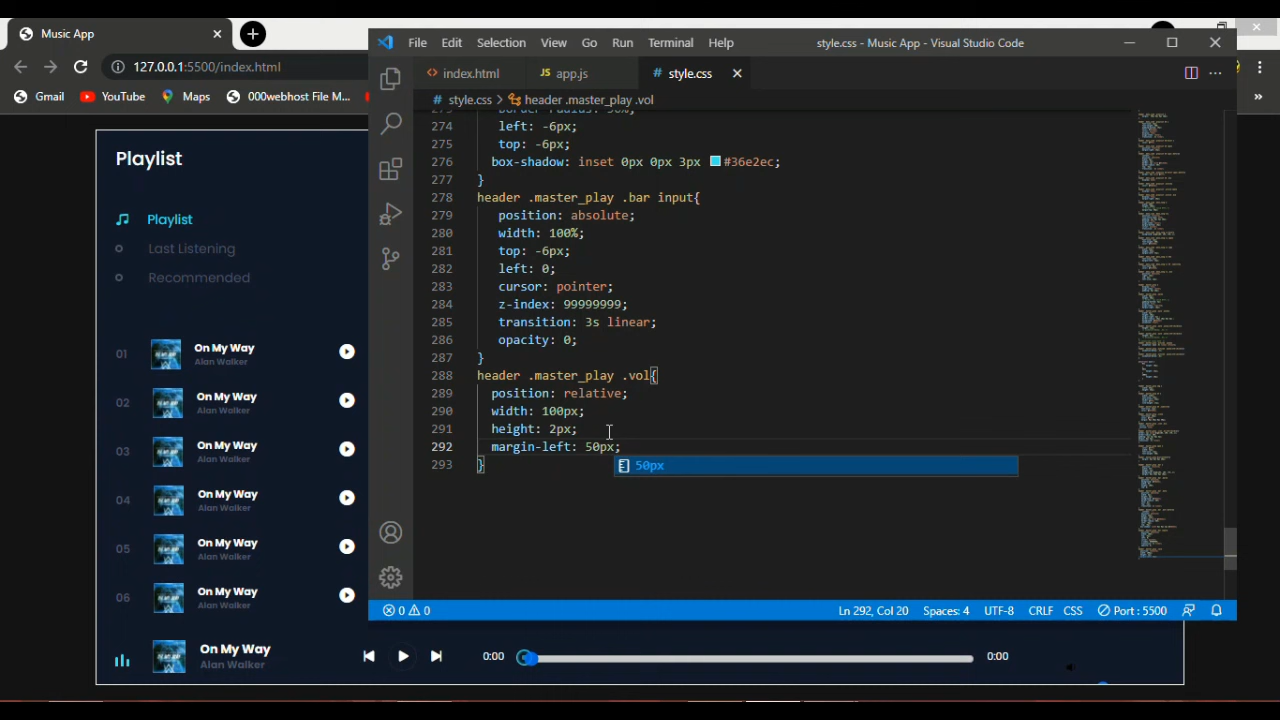 Music App
File Edit Selection View Go Run Terminal Help
style.css - Music App - Visual Studio Code
127.0.0.1:5500/index.html
index.html
app.js
# style.css
Gmail
YouTube
Maps
000webhost File M...
»
# style.css > header .master_play .vol
274 left: -6px;
275 top: -6px;
276 box-shadow: inset 0px 0px 3px #36e2ec;
277 }
278 header .master_play .bar input{
279 position: absolute;
280 width: 100%;
281 top: -6px;
282 left: 0;
283 cursor: pointer;
284 z-index: 99999999;
285 transition: 3s linear;
286 opacity: 0;
287 }
288 header .master_play .vol{
289 position: relative;
290 width: 100px;
291 height: 2px;
292 margin-left: 50px;
50px
293 }
0 0
Ln 292, Col 20
Spaces: 4
UTF-8
CRLF
CSS
Port : 5500
Playlist
Playlist
Last Listening
Recommended
01 On My Way
Alan Walker
02 On My Way
Alan Walker
03 On My Way
Alan Walker
04 On My Way
Alan Walker
05 On My Way
Alan Walker
06 On My Way
Alan Walker
On My Way
Alan Walker
0:00
0:00